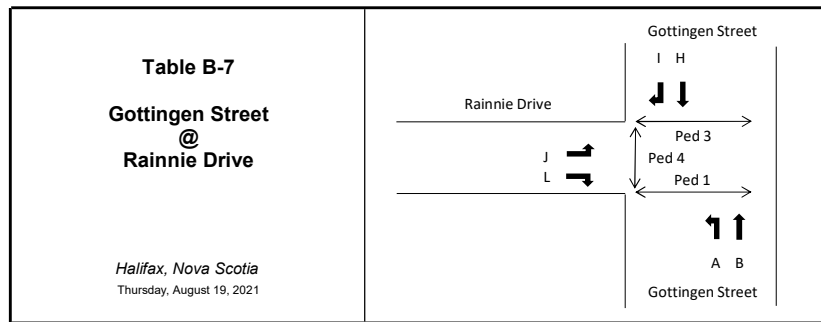 Table B-7
Gottingen Street
@
Rainnie Drive
Halifax, Nova Scotia
Thursday, August 19, 2021
Gottingen Street
I H
Rainnie Drive
Ped 3
J
Ped 4
L
Ped 1
A B
Gottingen Street